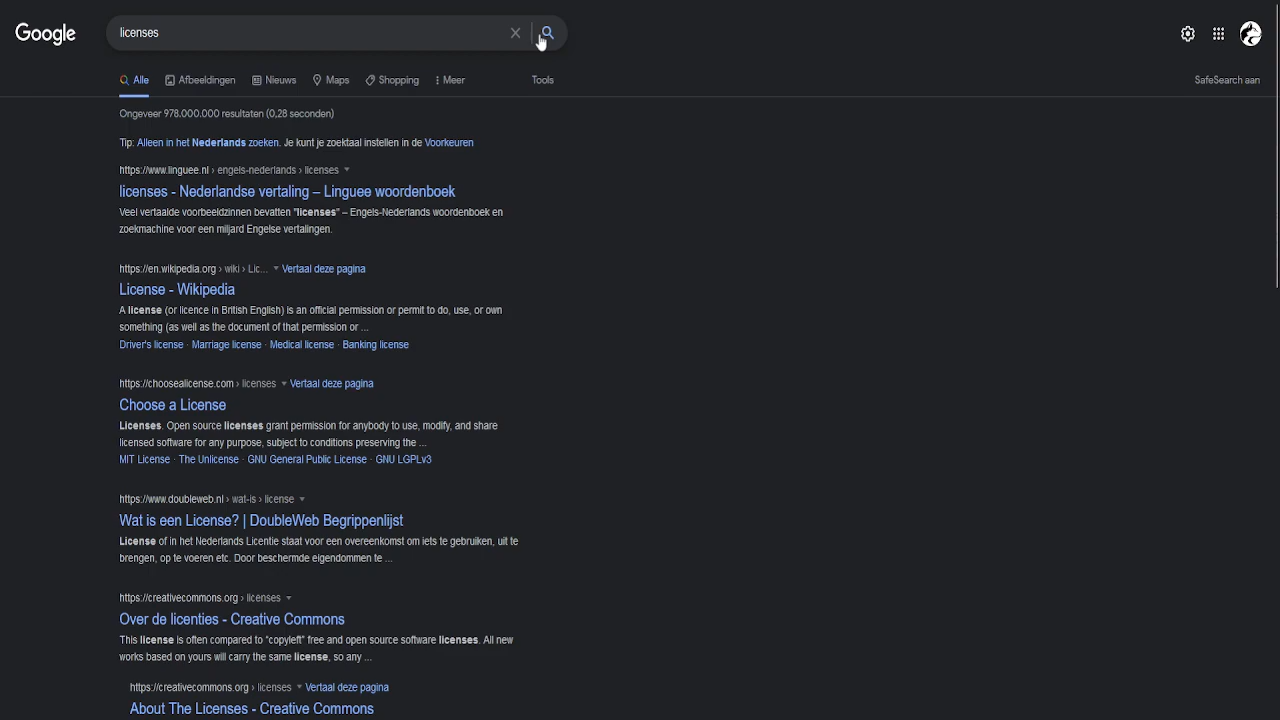 Google
licenses
Alle Afbeeldingen Nieuws Maps Shopping Meer Tools SafeSearch aan
Ongeveer 978.000.000 resultaten (0,28 seconden)
Tip: Alleen in het Nederlands zoeken. Je kunt je zoektaal instellen in de Voorkeuren
https://www.linguee.nl › engels-nederlands › licenses
licenses - Nederlandse vertaling – Linguee woordenboek
Veel vertaalde voorbeeldzinnen bevatten "licenses" – Engels-Nederlands woordenboek en
zoekmachine voor een miljard Engelse vertalingen.
https://en.wikipedia.org › wiki › Lic... Vertaal deze pagina
License - Wikipedia
A license (or licence in British English) is an official permission or permit to do, use, or own
something (as well as the document of that permission or ...
Driver's license · Marriage license · Medical license · Banking license
https://choosealicense.com › licenses Vertaal deze pagina
Choose a License
Licenses. Open source licenses grant permission for anybody to use, modify, and share
licensed software for any purpose, subject to conditions preserving the ...
MIT License · The Unlicense · GNU General Public License · GNU LGPLv3
https://www.doubleweb.nl › wat-is › license
Wat is een License? | DoubleWeb Begrippenlijst
License of in het Nederlands Licentie staat voor een overeenkomst om iets te gebruiken, uit te
brengen, op te voeren etc. Door beschermde eigendommen te ...
https://creativecommons.org › licenses
Over de licenties - Creative Commons
This license is often compared to "copyleft" free and open source software licenses. All new
works based on yours will carry the same license, so any ...
https://creativecommons.org › licenses Vertaal deze pagina
About The Licenses - Creative Commons